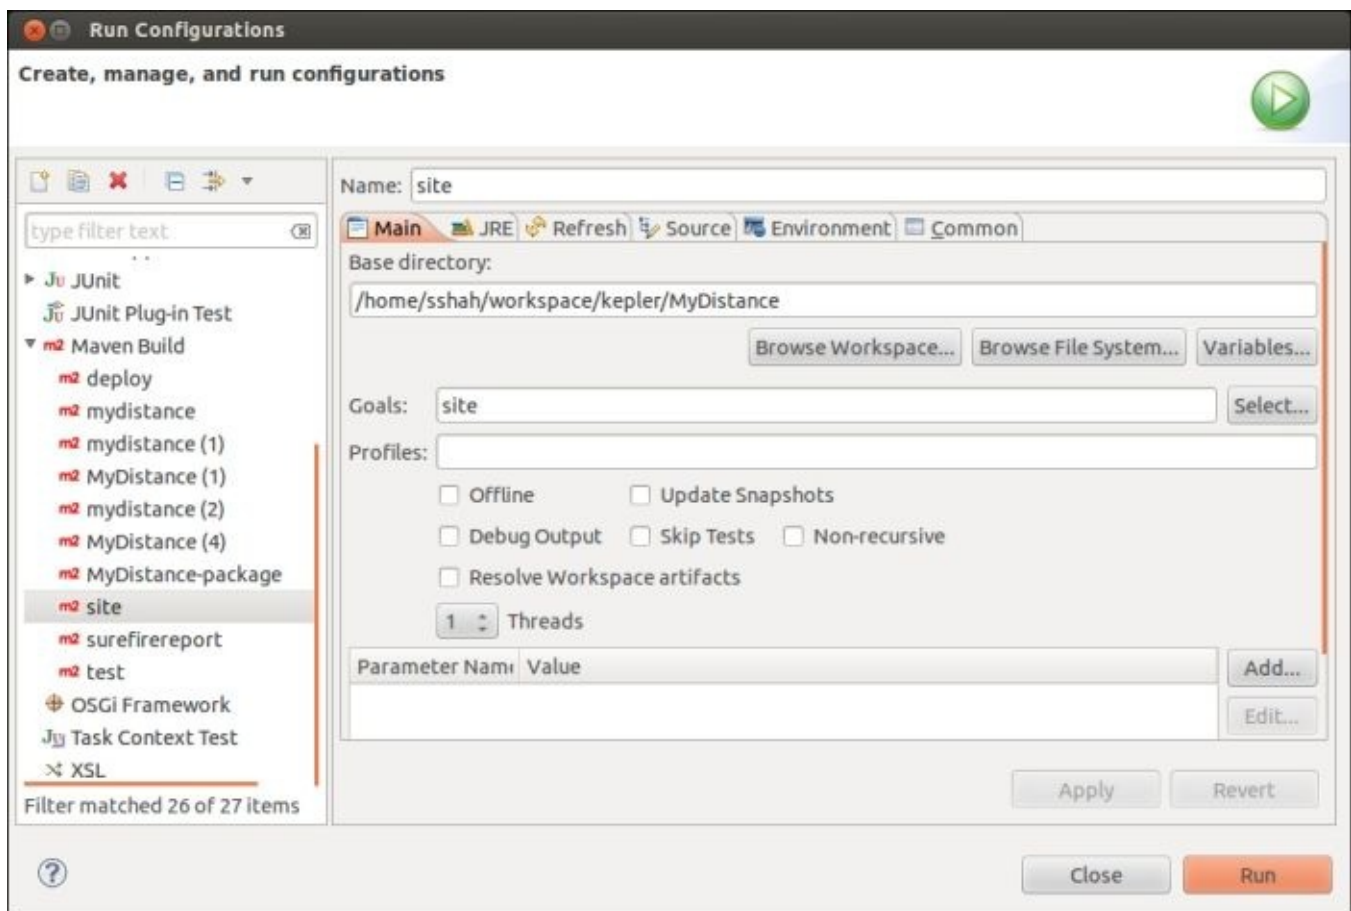 Run Configurations
Create, manage, and run configurations
type filter text
JUnit
JUnit Plug-in Test
Maven Build
deploy
mydistance
mydistance (1)
MyDistance (1)
mydistance (2)
MyDistance (4)
MyDistance-package
site
surefirereport
test
OSGi Framework
Task Context Test
XSL
Filter matched 26 of 27 items
Name: site
Main JRE Refresh Source Environment Common
Base directory:
/home/sshah/workspace/kepler/MyDistance
Browse Workspace... Browse File System... Variables...
Goals: site Select...
Profiles:
Offline Update Snapshots
Debug Output Skip Tests Non-recursive
Resolve Workspace artifacts
1 Threads
Parameter Name Value Add...
Edit...
Apply Revert
Close Run